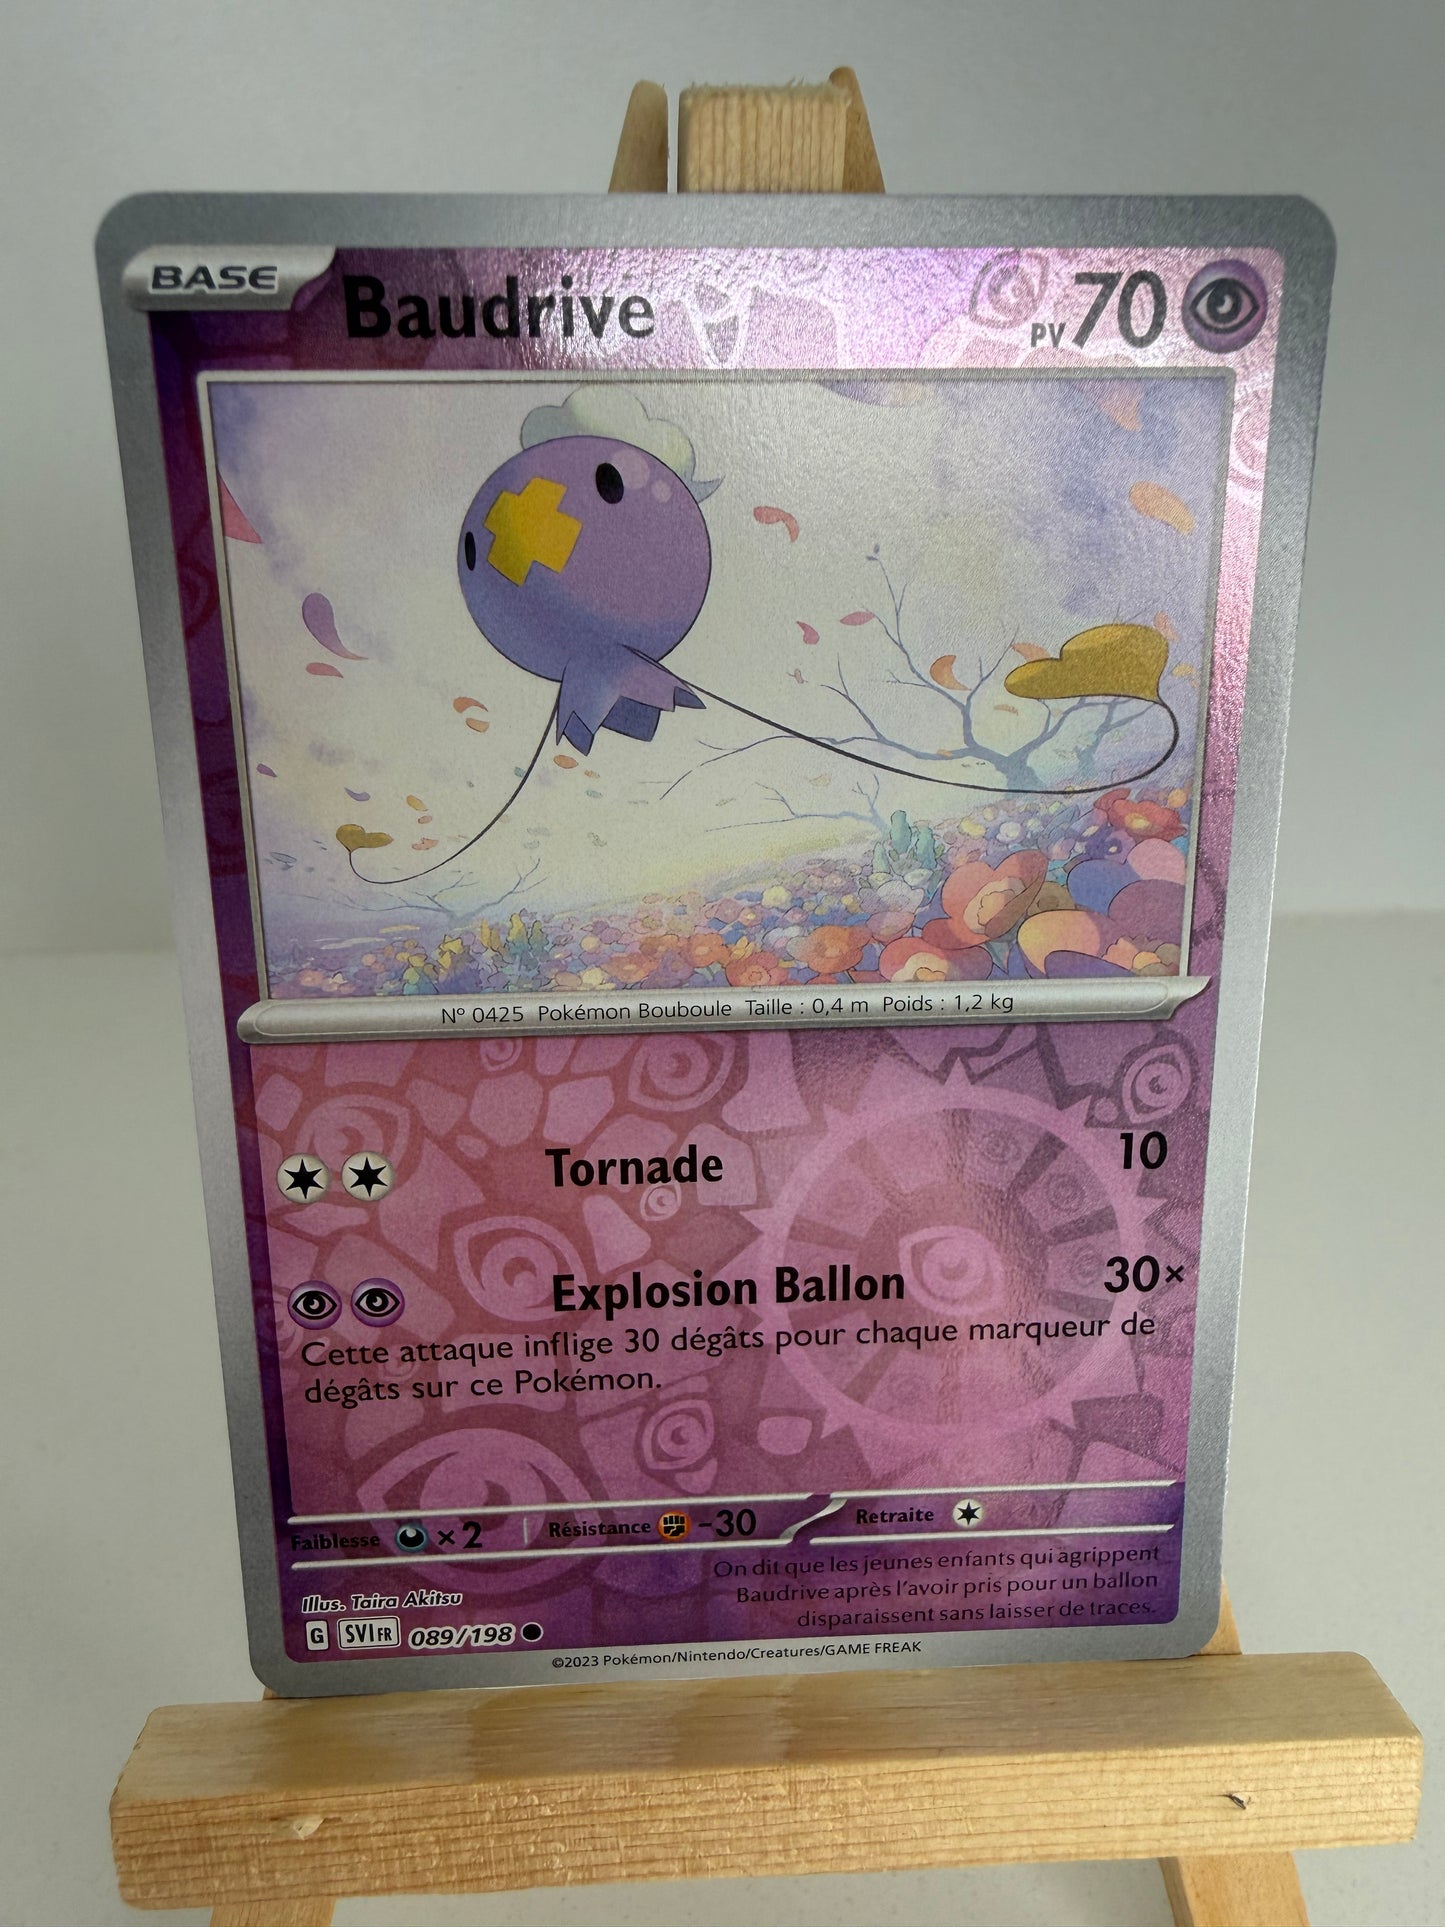 BASE
Baudrive
PV 70
Nº 0425 Pokémon Bouboule Taille : 0,4 m Poids : 1,2 kg
Tornade 10
Explosion Ballon 30×
Cette attaque inflige 30 dégâts pour chaque marqueur de
dégâts sur ce Pokémon.
Faiblesse ×2 Résistance -30 Retraite
On dit que les jeunes enfants qui agrippent
Baudrive après l'avoir pris pour un ballon
disparaissent sans laisser de traces.
Illus. Taira Akitsu
G SVI FR 089/198
©2023 Pokémon/Nintendo/Creatures/GAME FREAK